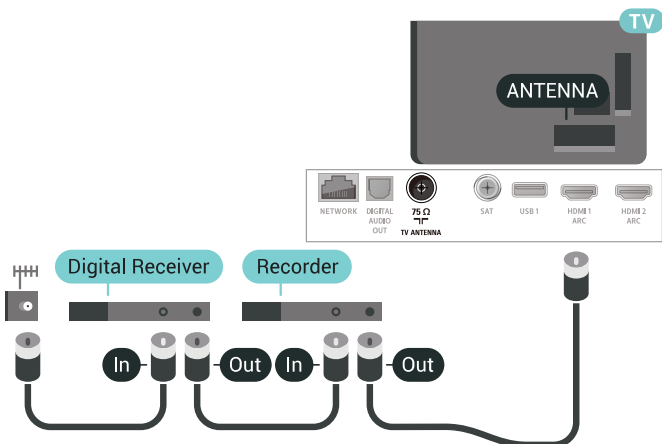 TV
ANTENNA
NETWORK
DIGITAL
AUDIO
OUT
75 Ω
TV ANTENNA
SAT
USB 1
HDMI 1
ARC
HDMI 2
ARC
Digital Receiver
Recorder
In
Out
In
Out